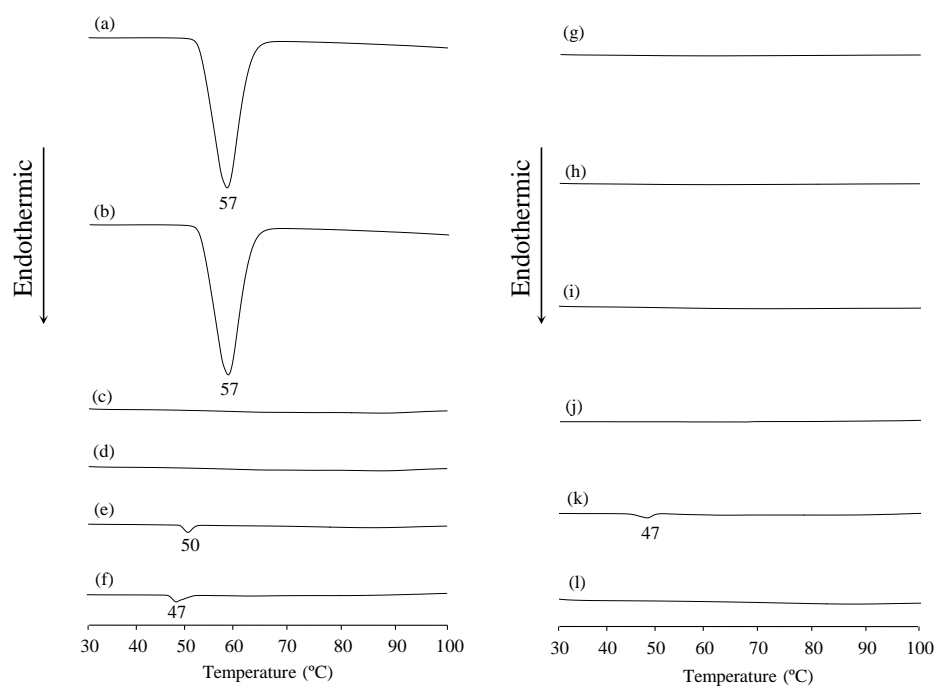 (a)
57
(b)
57
(c)
(d)
(e)
50
(f)
47
30 40 50 60 70 80 90 100
Temperature (ºC)
Endothermic
(g)
(h)
(i)
(j)
(k)
47
(l)
30 40 50 60 70 80 90 100
Temperature (ºC)
Endothermic